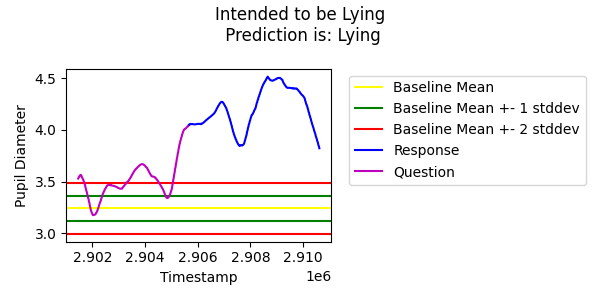 Intended to be Lying
Prediction is: Lying
4.5
4.0
3.5
3.0
Pupil Diameter
2.902 2.904 2.906 2.908 2.910
1e6
Timestamp
Baseline Mean
Baseline Mean +- 1 stddev
Baseline Mean +- 2 stddev
Response
Question